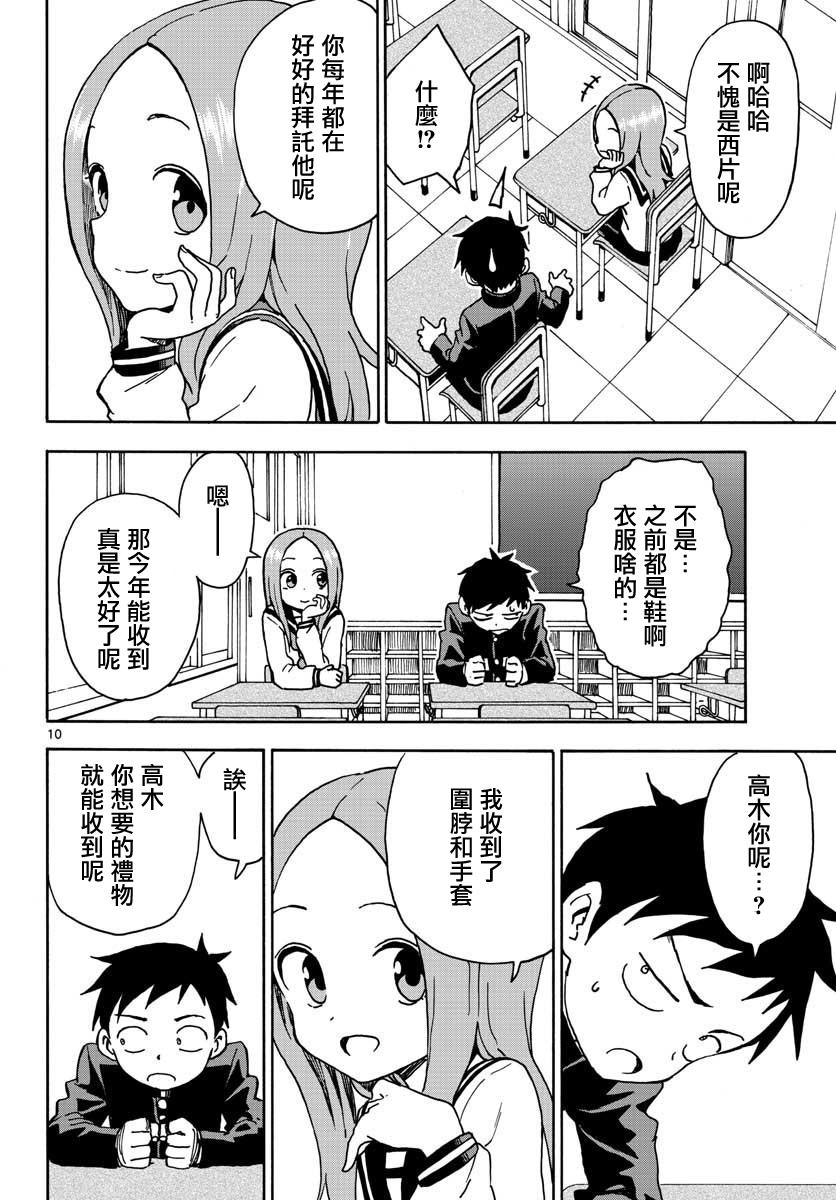 啊哈哈
不愧是西片呢
什麼!?
你每年都在
好好的拜託他呢
不是…
之前都是鞋啊
衣服啥的…
嗯——
那今年能收到
真是太好了呢
10
高木你呢…?
我收到了
圍脖和手套
誒——
高木
你想要的禮物
就能收到呢